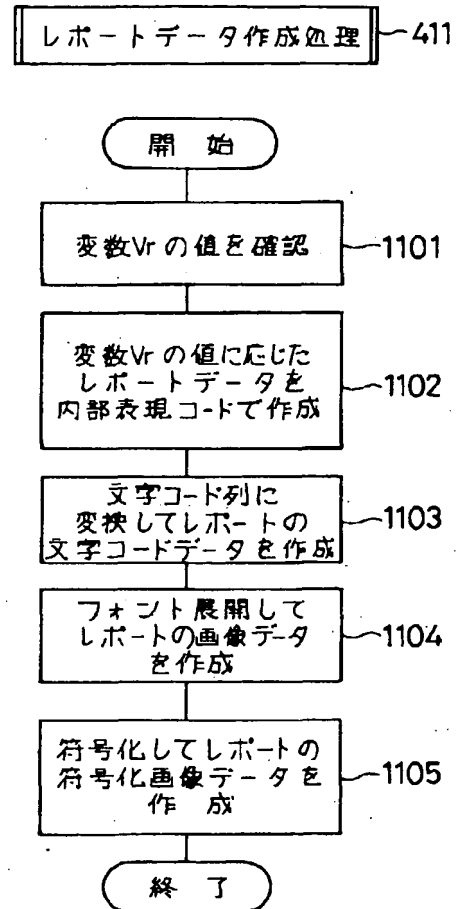 レポートデータ作成処理 411
開 始
変数Vrの値を確認 1101
変数Vrの値に応じた
レポートデータを 1102
内部表現コードで作成
文字コード列に
変換してレポートの 1103
文字コードデータを作成
フォント展開して
レポートの画像データ 1104
を作成
符号化してレポートの
符号化画像データを 1105
作 成
終 了